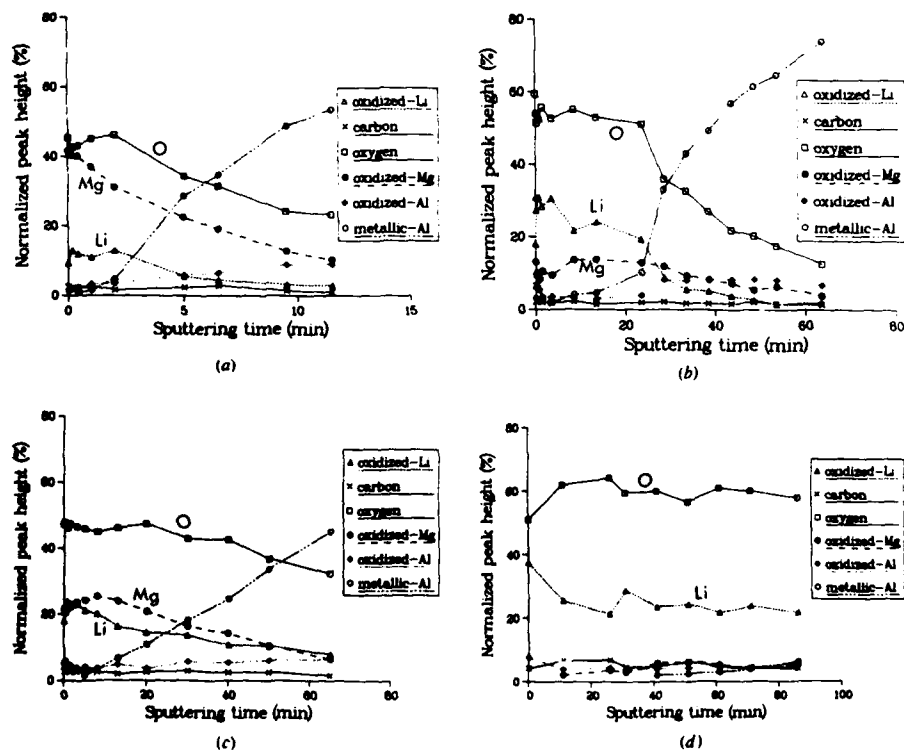 (a)
Normalized peak height (%)
80
60
40
20
0
0
5
10
15
Sputtering time (min)
O
Mg
Li
oxidized-Li
carbon
oxygen
oxidized-Mg
oxidized-Al
metallic-Al
(a)
(b)
Normalized peak height (%)
80
60
40
20
0
0
20
40
60
80
Sputtering time (min)
O
Li
Mg
oxidized-Li
carbon
oxygen
oxidized-Mg
oxidized-Al
metallic-Al
(b)
(c)
Normalized peak height (%)
80
60
40
20
0
0
20
40
60
80
Sputtering time (min)
O
Mg
Li
oxidized-Li
carbon
oxygen
oxidized-Mg
oxidized-Al
metallic-Al
(c)
(d)
Normalized peak height (%)
80
60
40
20
0
0
20
40
60
80
100
Sputtering time (min)
O
Li
oxidized-Li
carbon
oxygen
oxidized-Mg
oxidized-Al
metallic-Al
(d)